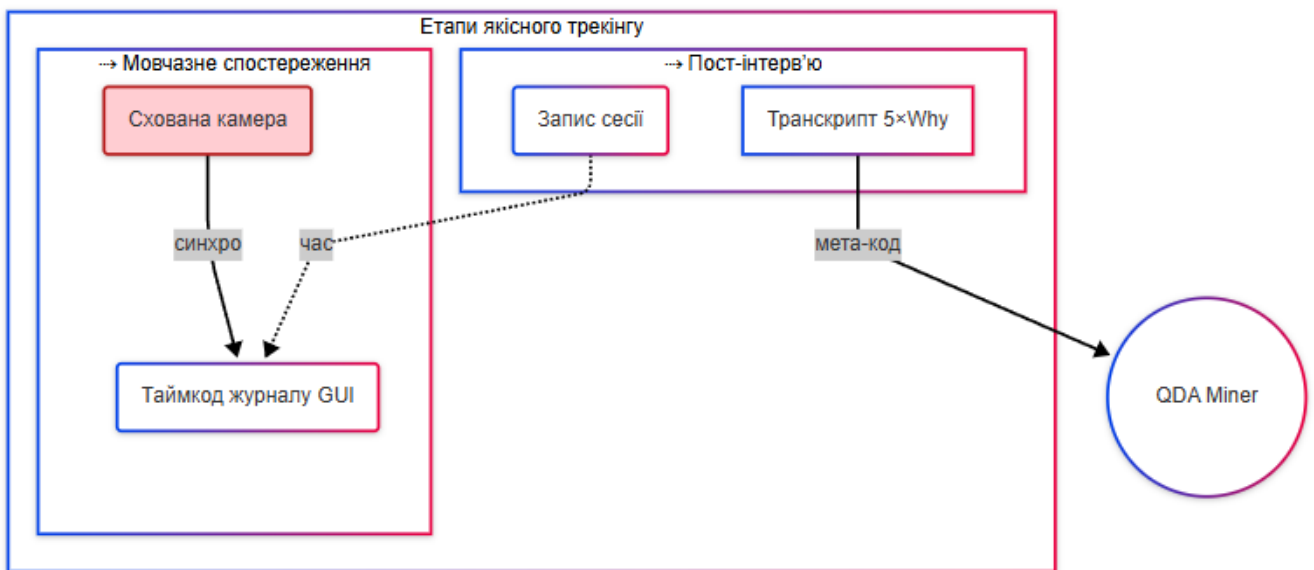 Етапи якісного трекінгу
⇢ Мовчазне спостереження
⇢ Пост-інтерв’ю
Схована камера
Запис сесії
Транскрипт 5×Why
синхро
час
мета-код
Таймкод журналу GUI
QDA Miner